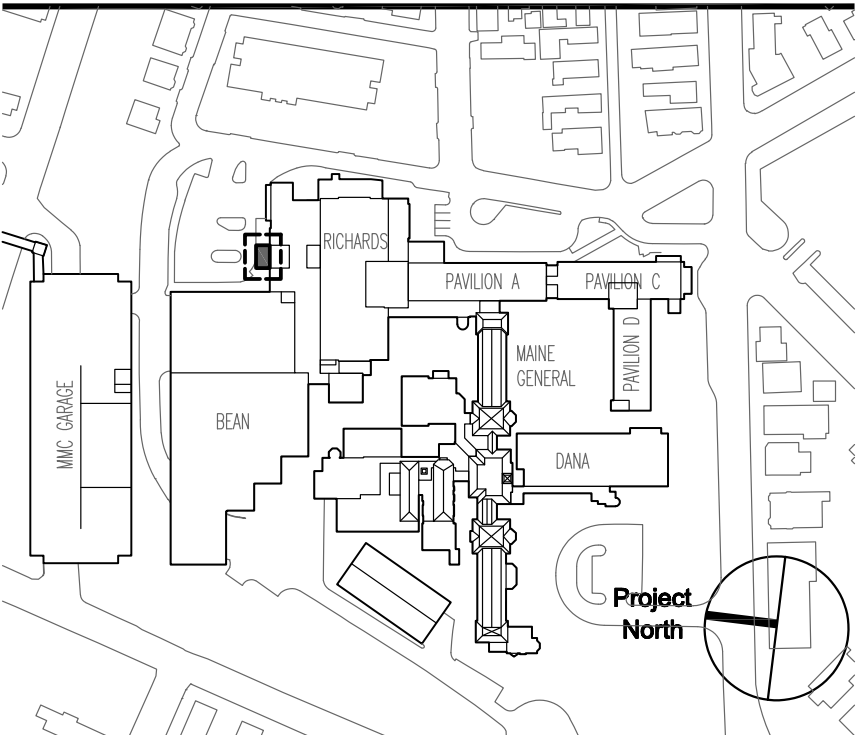 RICHARDS
PAVILION A
PAVILION C
PAVILION D
MAINE
GENERAL
MMC GARAGE
BEAN
DANA
Project
North